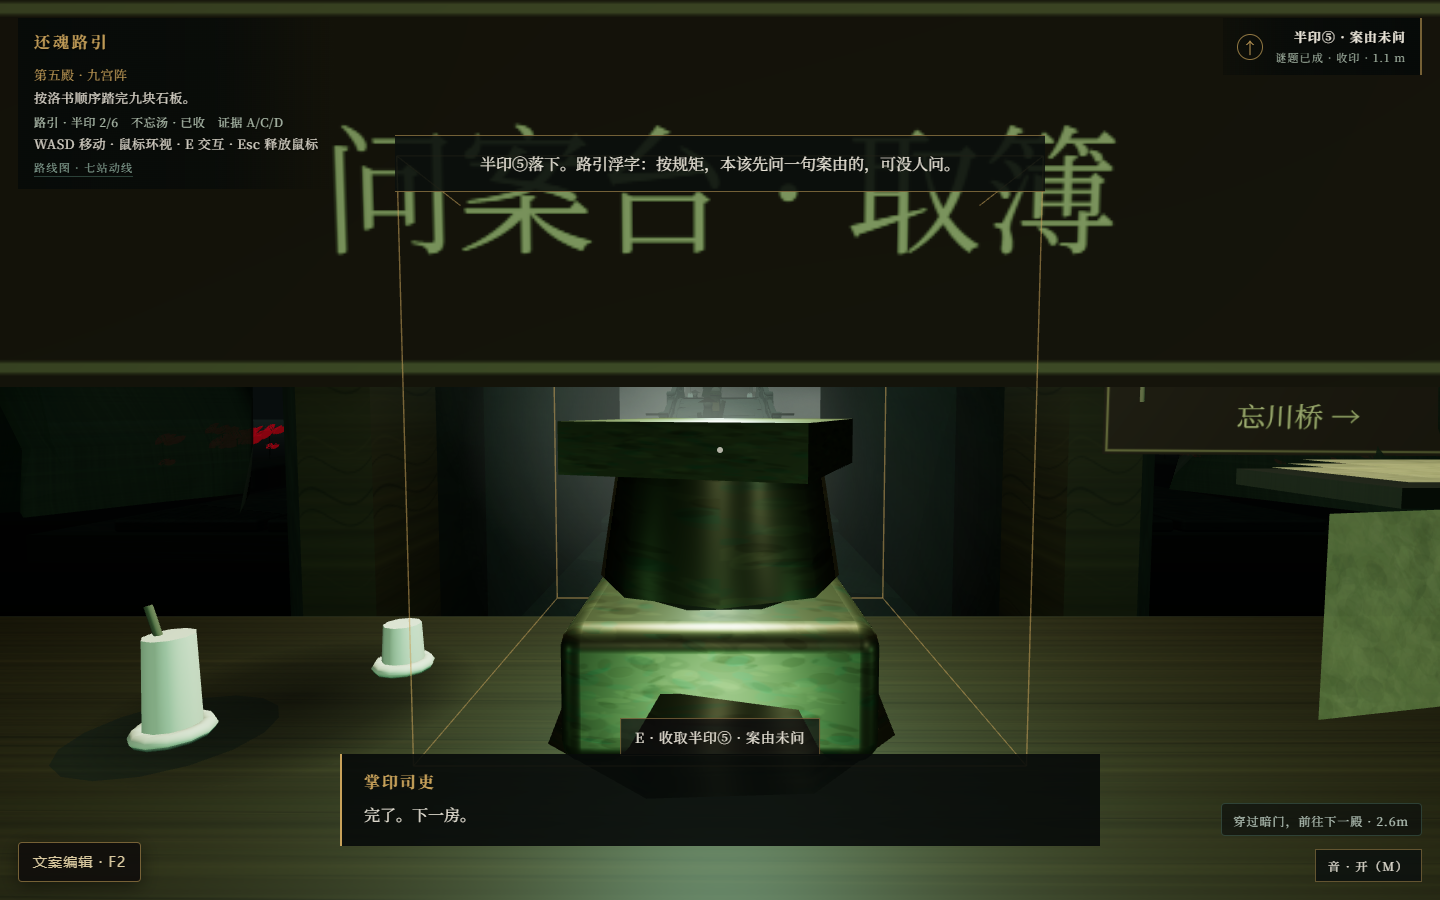 还魂路引
第五殿 · 九宫阵
按洛书顺序踏完九块石板。
路引 · 半印 2/6 不忘汤 · 已收 证据 A/C/D
WASD 移动 · 鼠标环视 · E 交互 · Esc 释放鼠标
路线图 · 七站动线
半印⑤ · 案由未问
谜题已成 · 收印 · 1.1 m
半印⑤落下。路引浮字：按规矩，本该先问一句案由的，可没人问。
问案台 · 取簿
忘川桥 →
E · 收取半印⑤ · 案由未问
掌印司吏
完了。下一房。
穿过暗门，前往下一殿 · 2.6m
文案编辑 · F2
音 · 开（M）